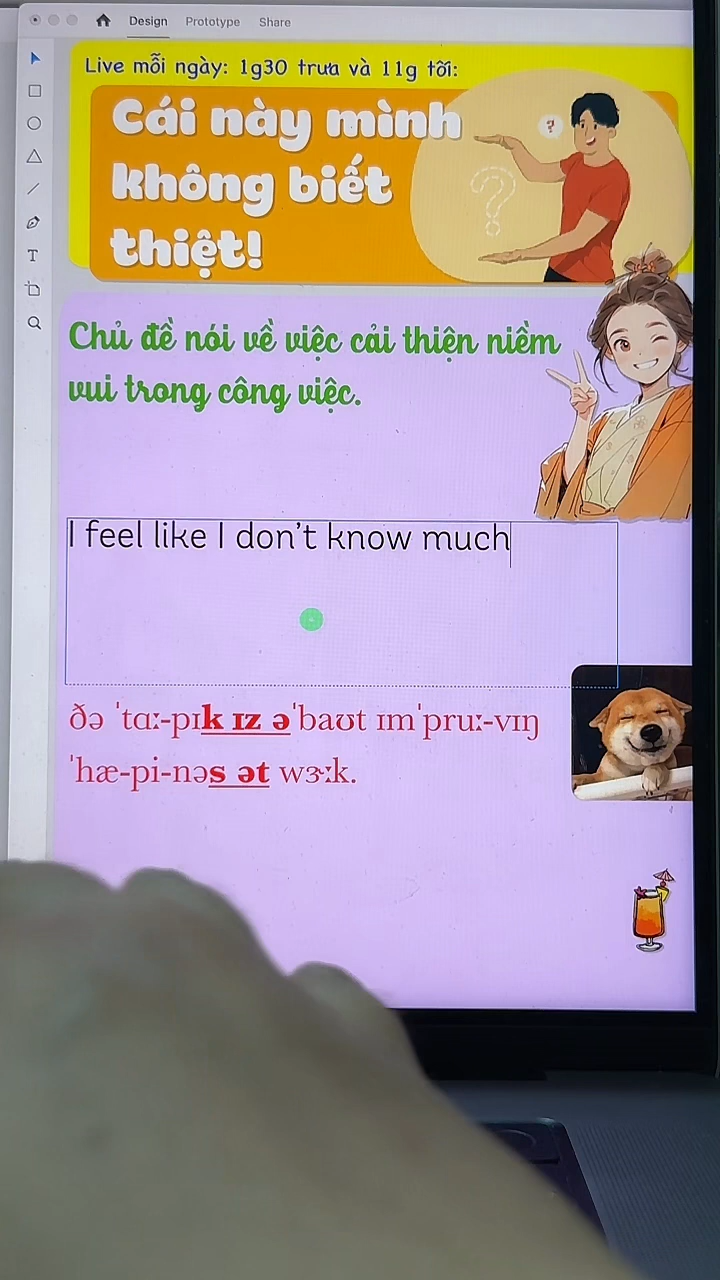 Design Prototype Share
Live mỗi ngày: 1g30 trưa và 11g tối:
Cái này mình
không biết
thiệt!
?
Chủ đề nói về việc cải thiện niềm
vui trong công việc.
I feel like I don't know much
ðə ˈtɑː-pɪk ɪz əˈbaʊt ɪmˈpruː-vɪŋ
ˈhæ-pi-nəs ət wɝːk.